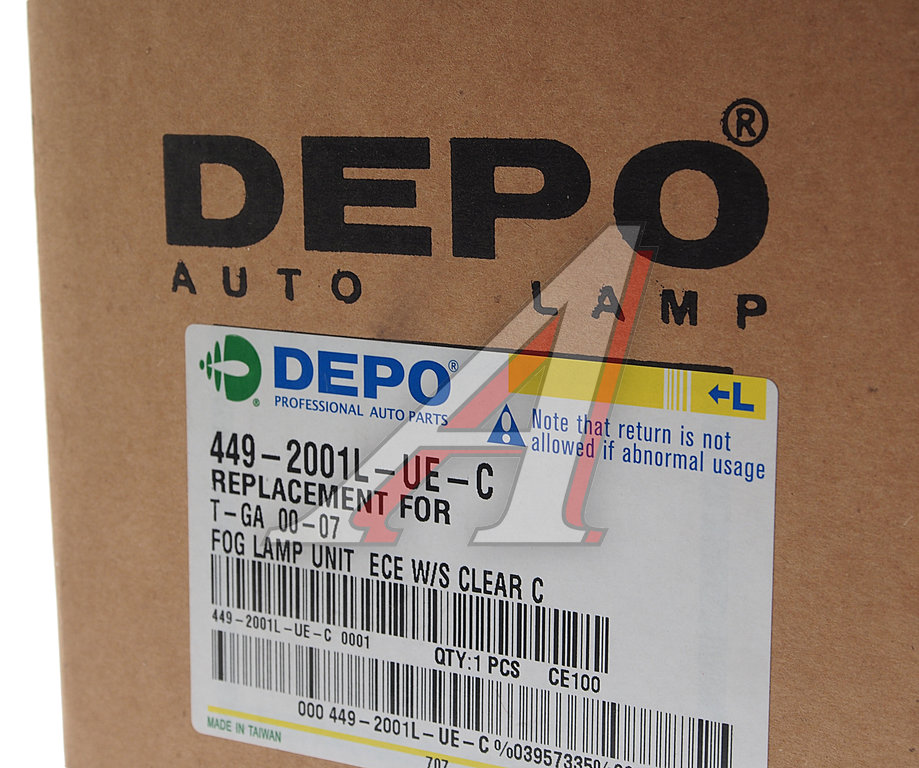 DEPO®
AUTO LAMP
DEPO®
PROFESSIONAL AUTO PARTS
L
Note that return is not
allowed if abnormal usage
449-2001L-UE-C
REPLACEMENT FOR
T-GA 00-07
FOG LAMP UNIT ECE W/S CLEAR C
449-2001L-UE-C 0001
QTY:1 PCS CE100
000 449-2001L-UE-C %03957335%
MADE IN TAIWAN
707